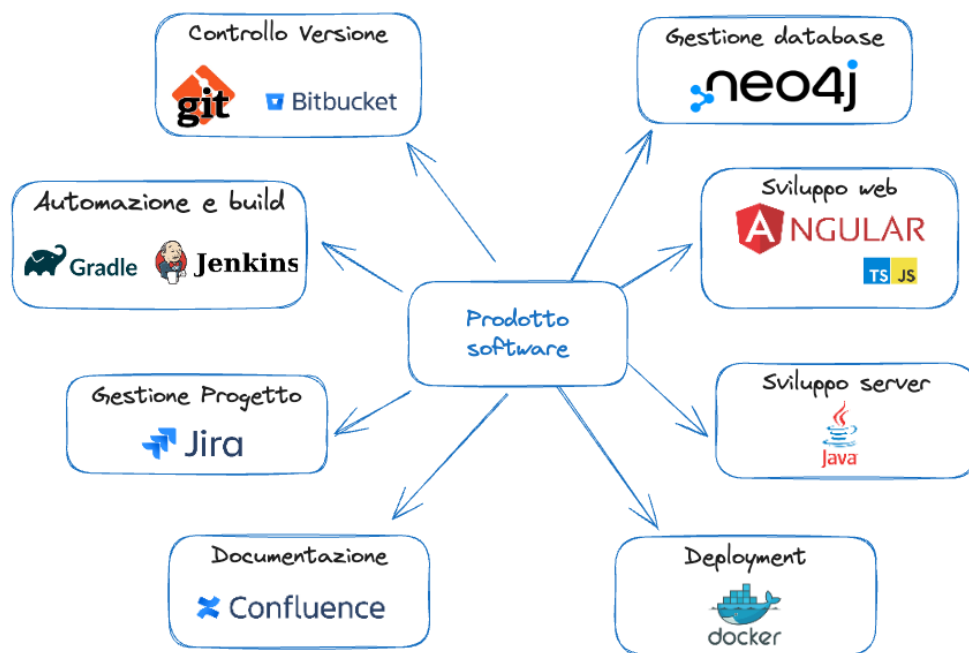 Controllo Versione
git
Bitbucket
Gestione database
neo4j
Automazione e build
Gradle
Jenkins
Sviluppo web
ANGULAR
TS JS
Prodotto
software
Gestione Progetto
Jira
Sviluppo server
Java
Documentazione
Confluence
Deployment
docker